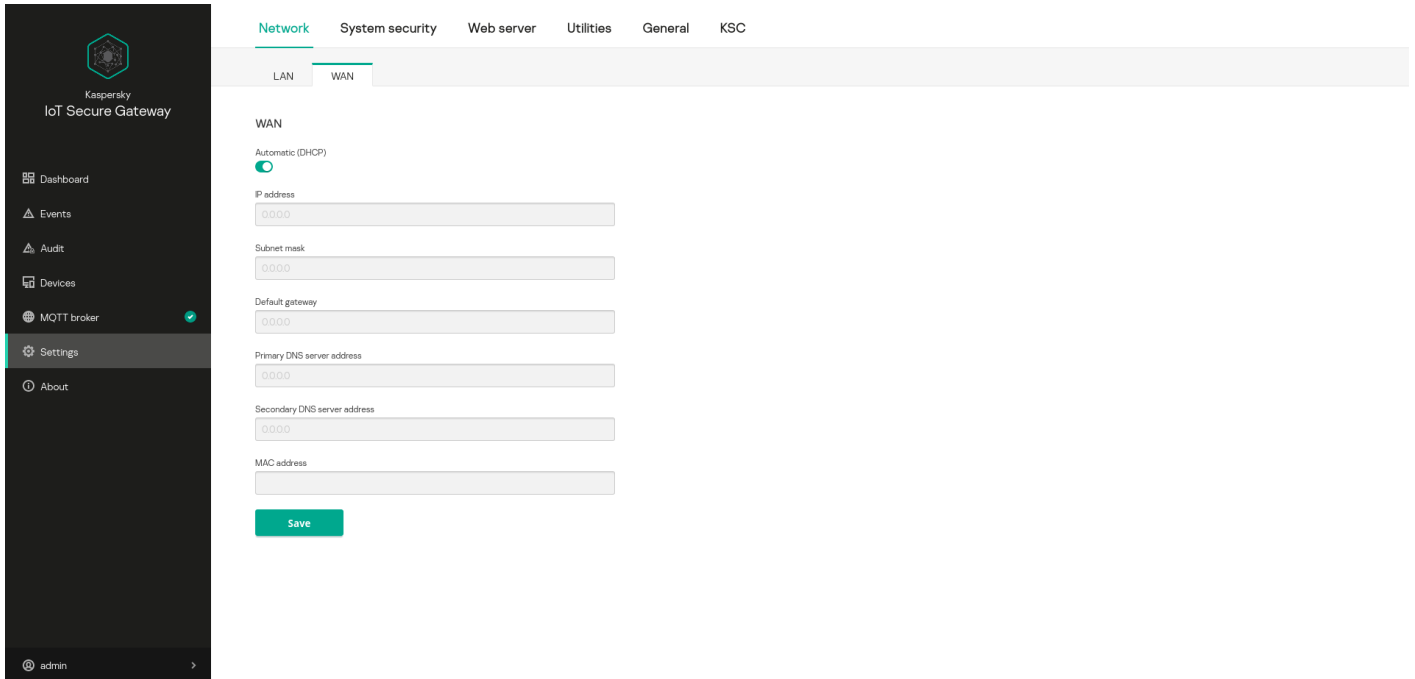 Kaspersky
IoT Secure Gateway
Dashboard
Events
Audit
Devices
MQTT broker
Settings
About
admin
Network System security Web server Utilities General KSC
LAN WAN
WAN
Automatic (DHCP)
IP address
0.0.0.0
Subnet mask
0.0.0.0
Default gateway
0.0.0.0
Primary DNS server address
0.0.0.0
Secondary DNS server address
0.0.0.0
MAC address
Save